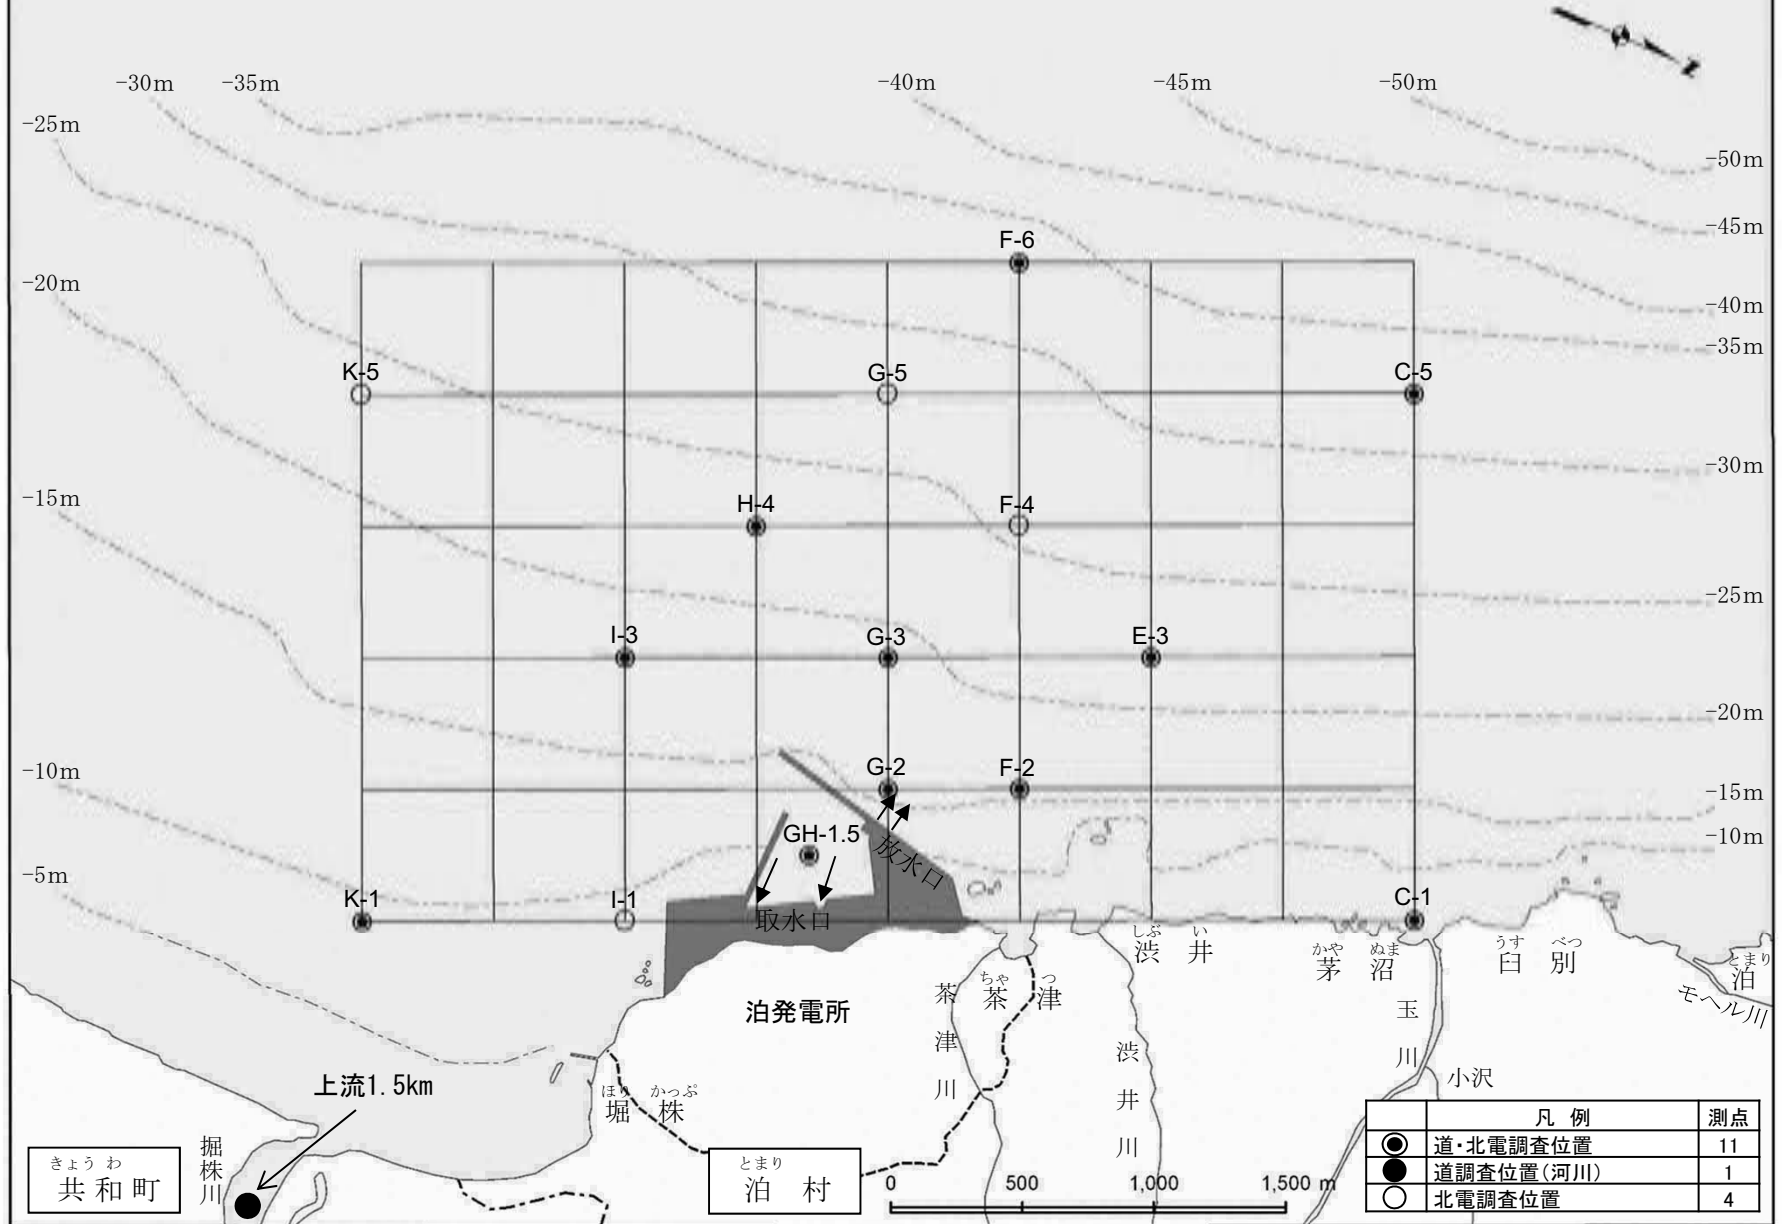 Z
-30m
-35m
-40m
-45m
-50m
-25m
-50m
-45m
F-6
-20m
-40m
-35m
K-5
G-5
C-5
-30m
-15m
H-4
F-4
-25m
I-3
G-3
E-3
-20m
-10m
G-2
F-2
-15m
GH-1.5
-10m
放水口
-5m
K-1
I-1
C-1
取水口
しぶ い
渋 井
かや ぬま
茅 沼
うす べつ
臼 別
とまり
泊
モヘル川
泊発電所
ちゃ つ
茶 津
茶津川
渋井川
玉川
小沢
上流1.5km
ほり かっぷ
堀 株
掘株川
きょう わ
共和町
とまり
泊 村
0 500 1,000 1,500 m
凡 例 測点
道・北電調査位置 11
道調査位置(河川) 1
北電調査位置 4